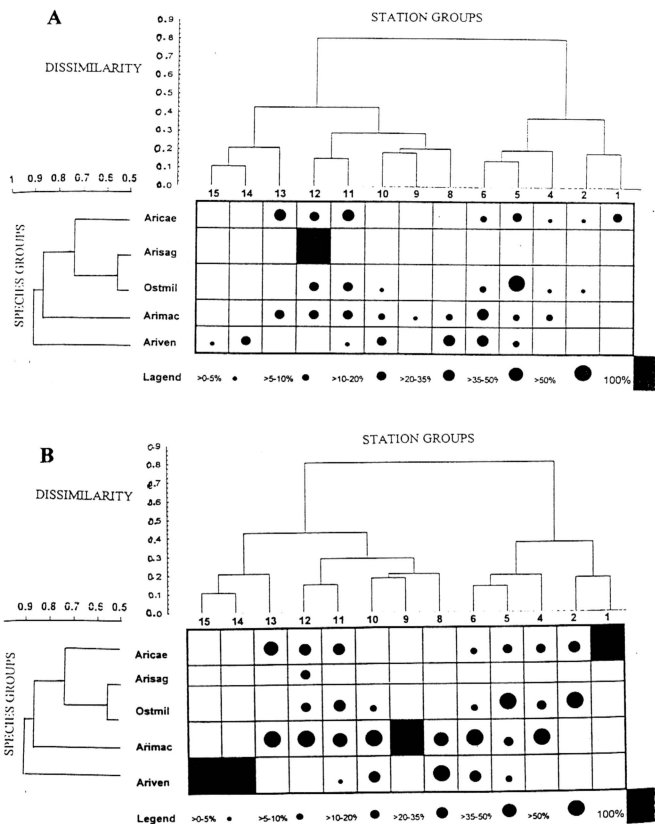 A
STATION GROUPS
DISSIMILARITY
0.9
0.8
0.7
0.6
0.5
0.4
0.3
0.2
0.1
0.0
15 14 13 12 11 10 9 8 6 5 4 2 1
1 0.9 0.8 0.7 0.6 0.5
SPECIES GROUPS
Aricae
Arisag
Ostmil
Arimac
Ariven
Lagend >0-5% >5-10% >10-20% >20-35% >35-50% >50% 100%
B
STATION GROUPS
DISSIMILARITY
0.9
0.8
0.7
0.6
0.5
0.4
0.3
0.2
0.1
0.0
15 14 13 12 11 10 9 8 6 5 4 2 1
0.9 0.8 0.7 0.6 0.5
SPECIES GROUPS
Aricae
Arisag
Ostmil
Arimac
Ariven
Legend >0-5% >5-10% >10-20% >20-35% >35-50% >50% 100%